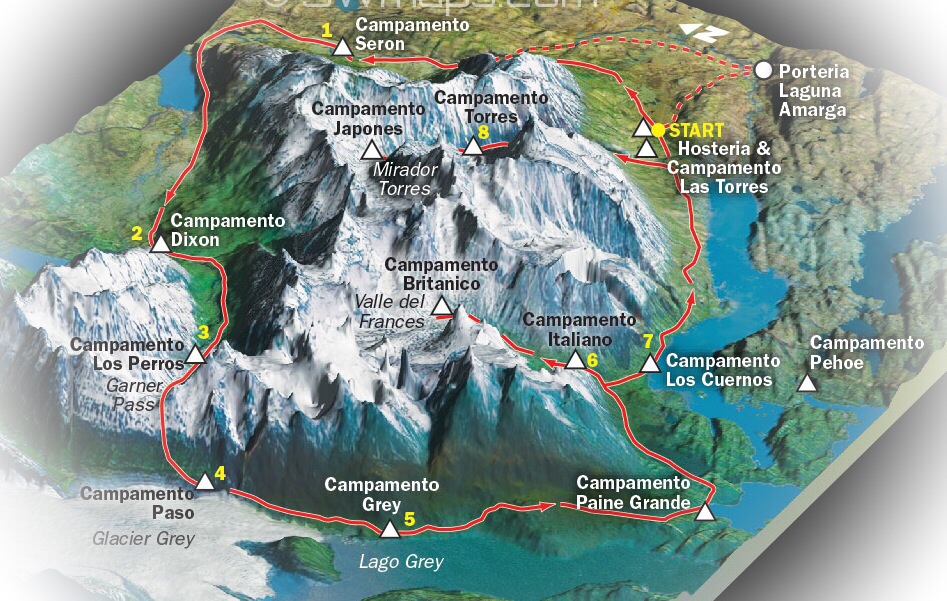 1
Campamento
Seron
N
Porteria
Laguna
Amarga
START
Hosteria &
Campamento
Las Torres
Campamento
Japones
Campamento
Torres
8
Mirador
Torres
2
Campamento
Dixon
Campamento
Britanico
Valle del
Frances
Campamento
Italiano
6
7
Campamento
Los Cuernos
Campamento
Pehoe
3
Campamento
Los Perros
Garner
Pass
4
Campamento
Paso
Glacier Grey
Campamento
Grey
5
Lago Grey
Campamento
Paine Grande